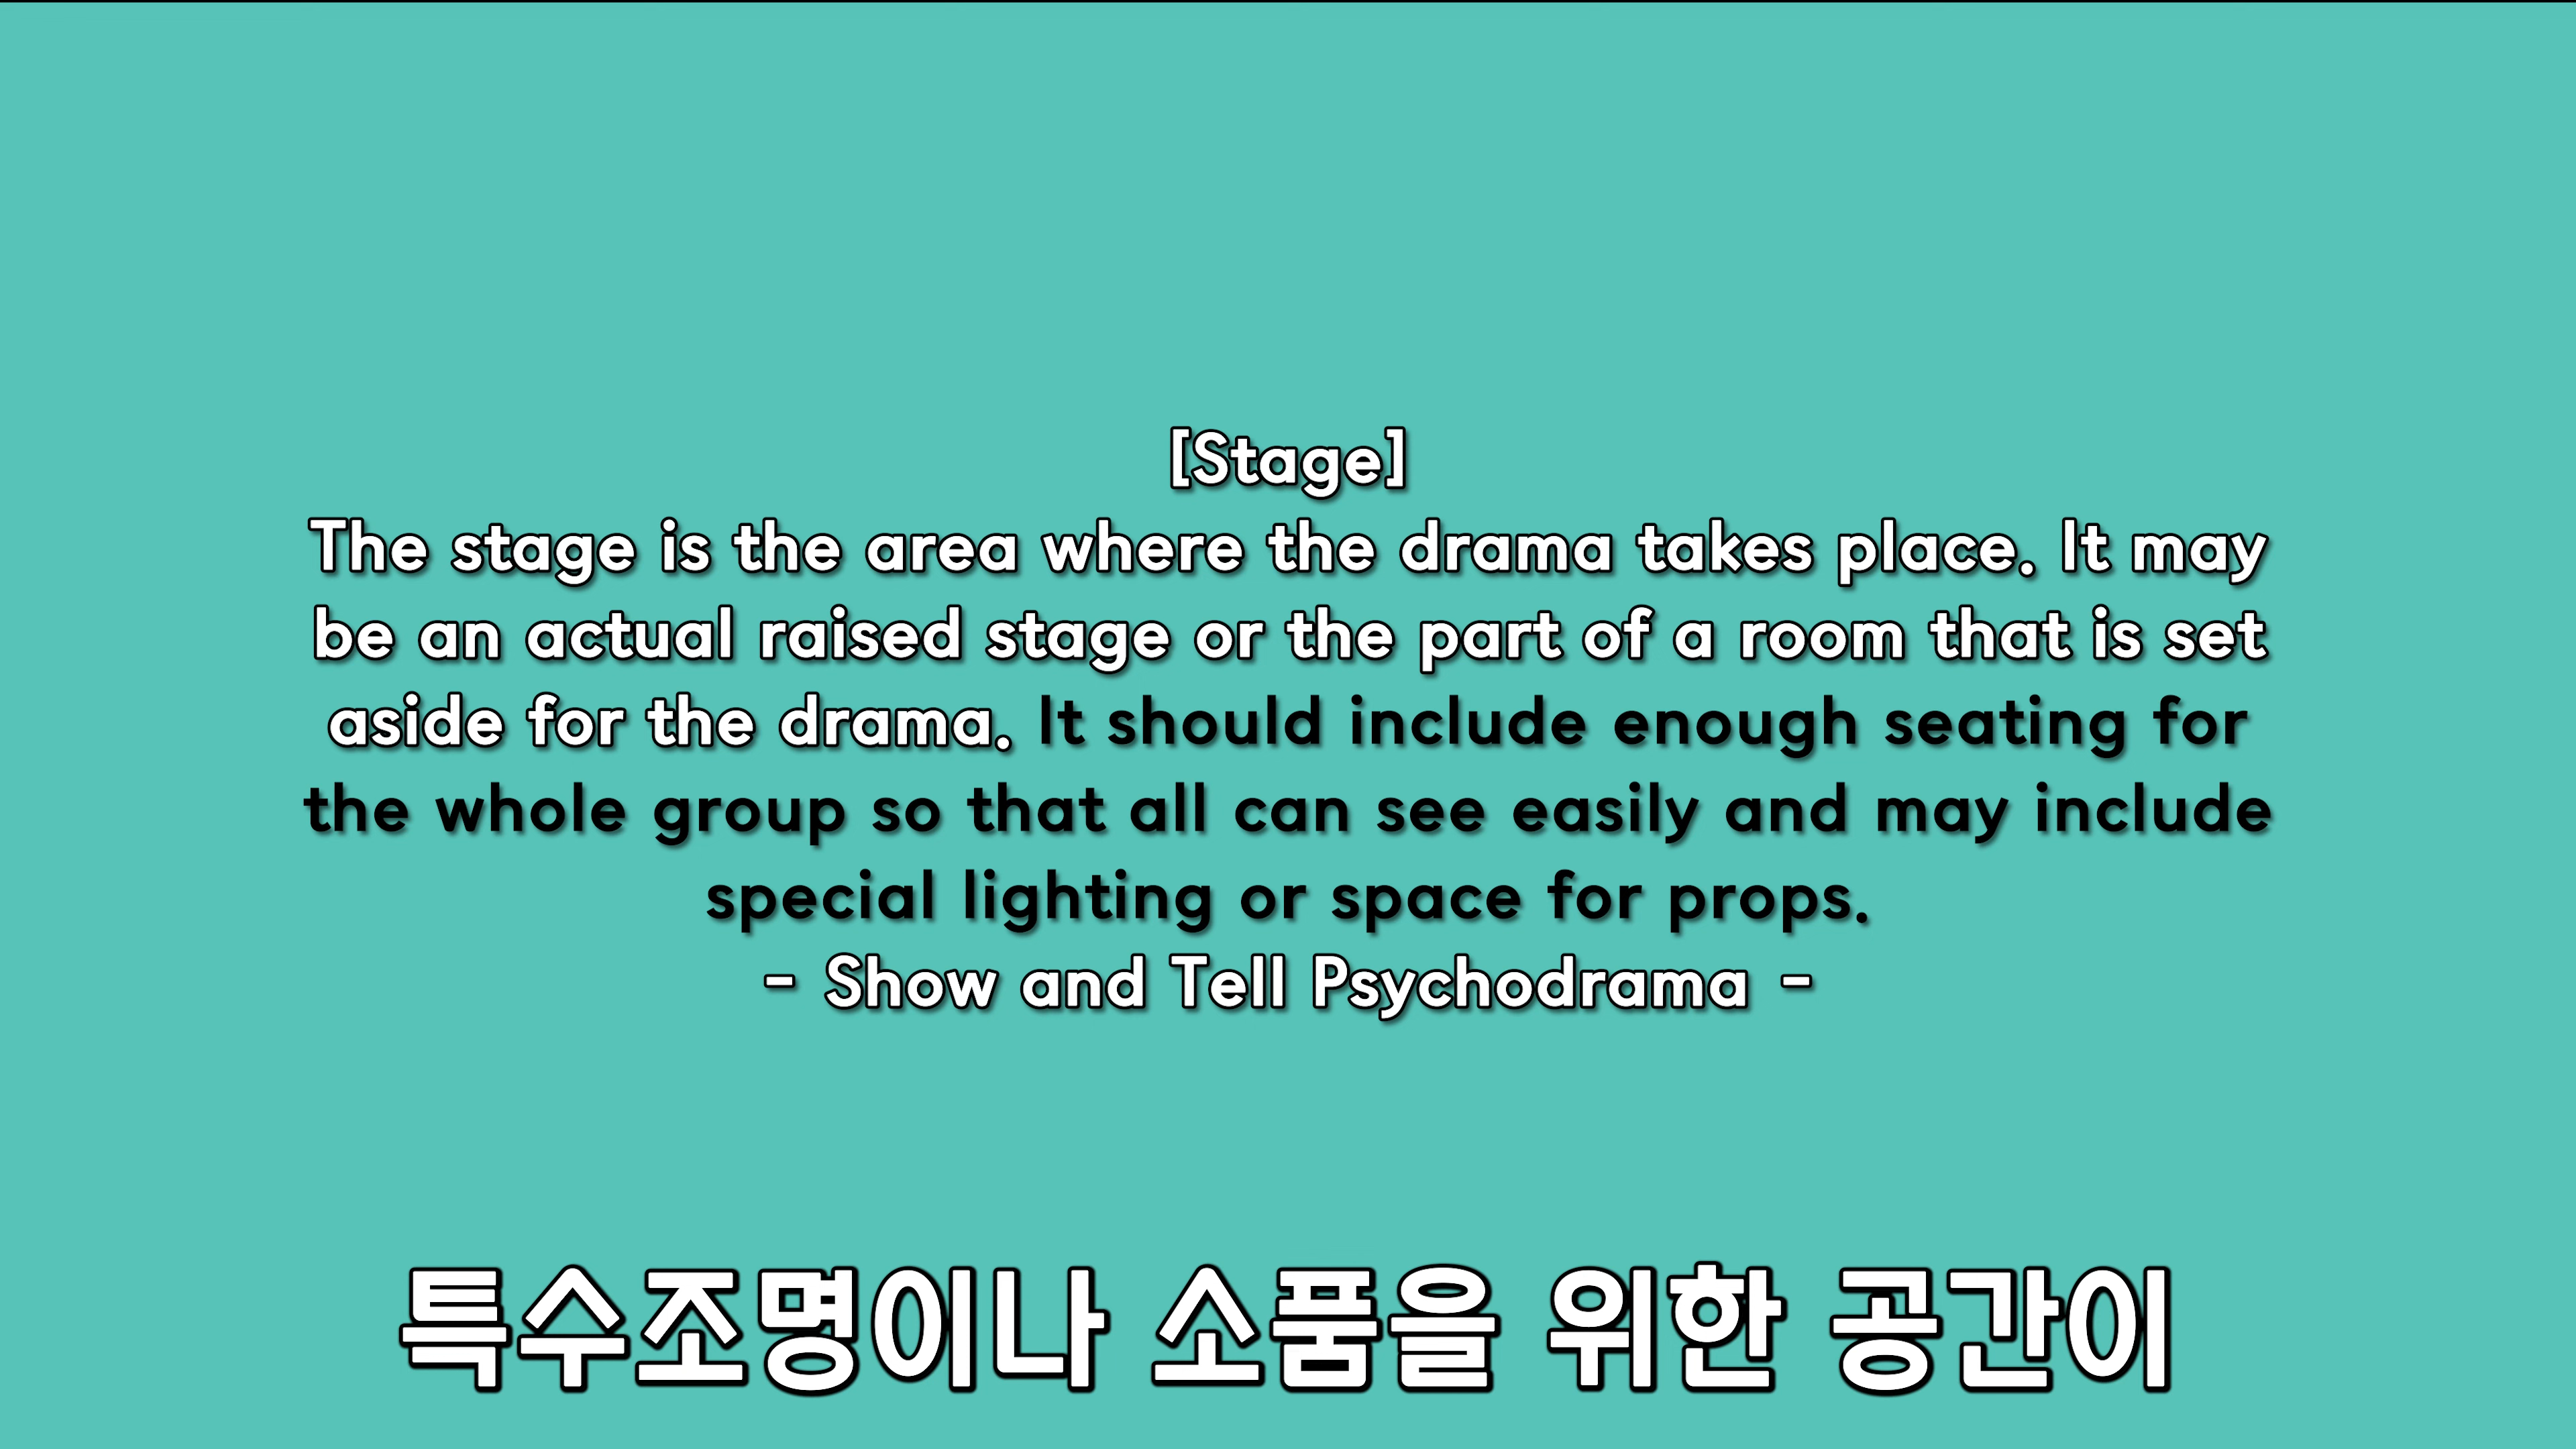 [Stage]
The stage is the area where the drama takes place. It may
be an actual raised stage or the part of a room that is set
aside for the drama. It should include enough seating for
the whole group so that all can see easily and may include
special lighting or space for props.
- Show and Tell Psychodrama -
특수조명이나 소품을 위한 공간이